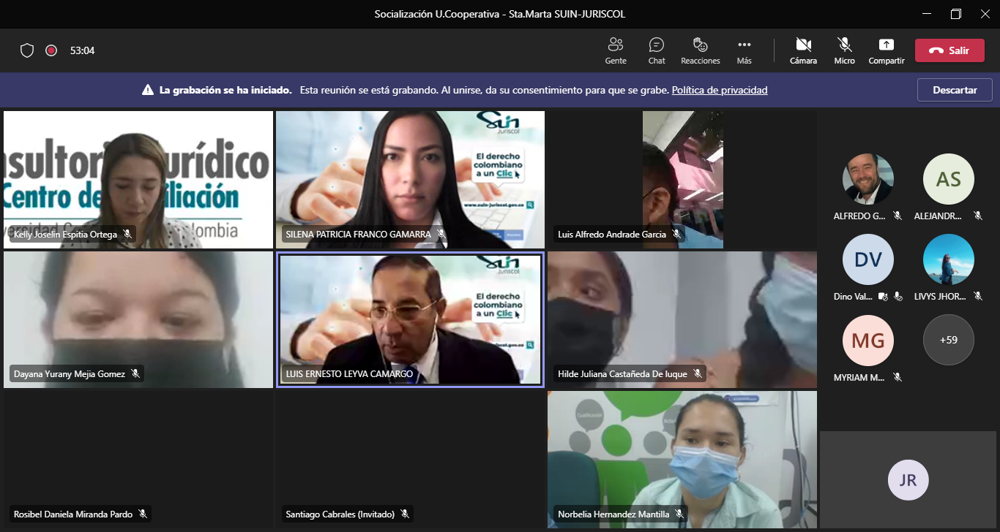 Socialización U.Cooperativa - Sta.Marta SUIN-JURISCOL
53:04
Gente
Chat
Reacciones
Más
Cámara
Micro
Compartir
Salir
La grabación se ha iniciado. Esta reunión se está grabando. Al unirse, da su consentimiento para que se grabe. Política de privacidad
Descartar
nsultorio Jurídico
Centro de
iliación
lombia
Kelly Joselin Espitia Ortega
Suin
Juriscol
El derecho
colombiano
a un Clic
www.suin-juriscol.gov.co
SILENA PATRICIA FRANCO GAMARRA
Luis Alfredo Andrade Garcia
ALFREDO G...
AS
ALEJANDR...
DV
Dino Val...
LIVYS JHOR...
MG
MYRIAM M...
+59
Dayana Yurany Mejia Gomez
Suin
Juriscol
El derecho
colombiano
a un Clic
LUIS ERNESTO LEYVA CAMARGO
Hilde Juliana Castañeda De luque
Rosibel Daniela Miranda Pardo
Santiago Cabrales (Invitado)
Cualificación
Norbelia Hernandez Mantilla
JR